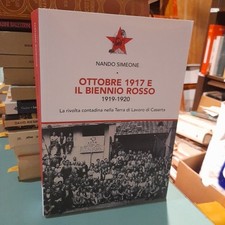 NANDO SIMEONE
OTTOBRE 1917 E
IL BIENNIO ROSSO
1919-1920
La rivolta contadina nella Terra di Lavoro di Caserta